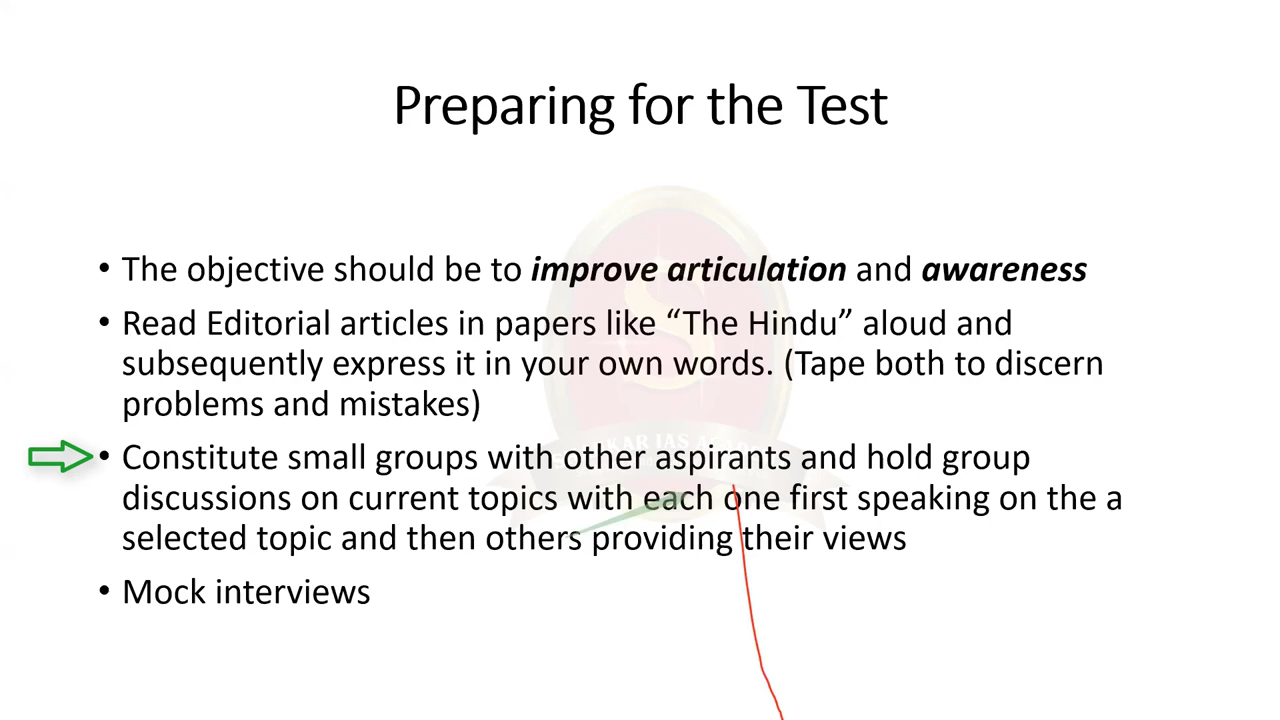 Preparing for the Test
• The objective should be to improve articulation and awareness
• Read Editorial articles in papers like “The Hindu” aloud and
subsequently express it in your own words. (Tape both to discern
problems and mistakes)
• Constitute small groups with other aspirants and hold group
discussions on current topics with each one first speaking on the a
selected topic and then others providing their views
• Mock interviews